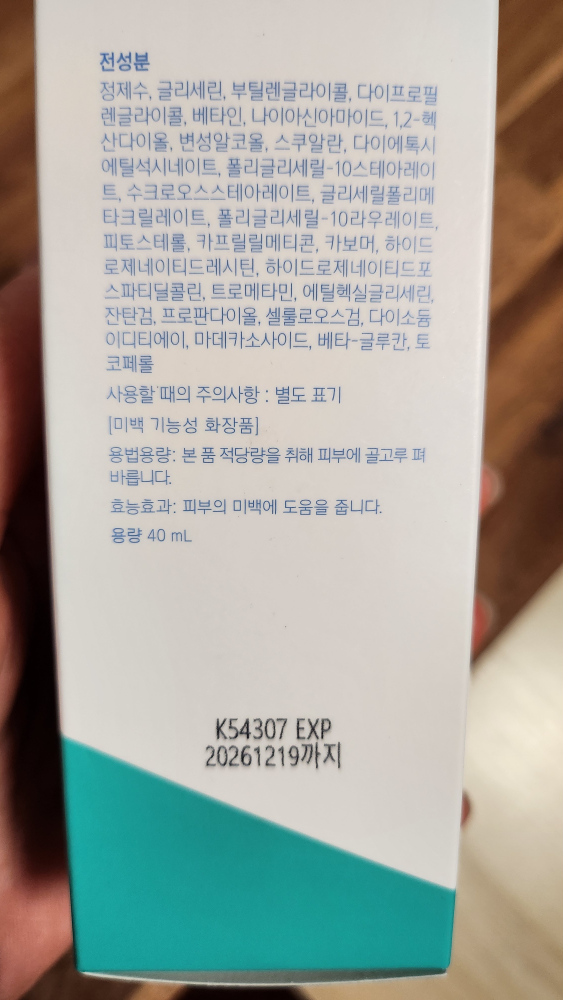 전성분
정제수, 글리세린, 부틸렌글라이콜, 다이프로필
렌글라이콜, 베타인, 나이아신아마이드, 1,2-헥
산다이올, 변성알코올, 스쿠알란, 다이에톡시
에틸석시네이트, 폴리글리세릴-10스테아레이
트, 수크로오스스테아레이트, 글리세릴폴리메
타크릴레이트, 폴리글리세릴-10라우레이트,
피토스테롤, 카프릴릴메티콘, 카보머, 하이드
로제네이티드레시틴, 하이드로제네이티드포
스파티딜콜린, 트로메타민, 에틸헥실글리세린,
잔탄검, 프로판다이올, 셀룰로오스검, 다이소듐
이디티에이, 마데카소사이드, 베타-글루칸, 토
코페롤
사용할 때의 주의사항 : 별도 표기
[미백 기능성 화장품]
용법용량: 본 품 적당량을 취해 피부에 골고루 펴
바릅니다.
효능효과: 피부의 미백에 도움을 줍니다.
용량 40 mL
K54307 EXP
20261219까지